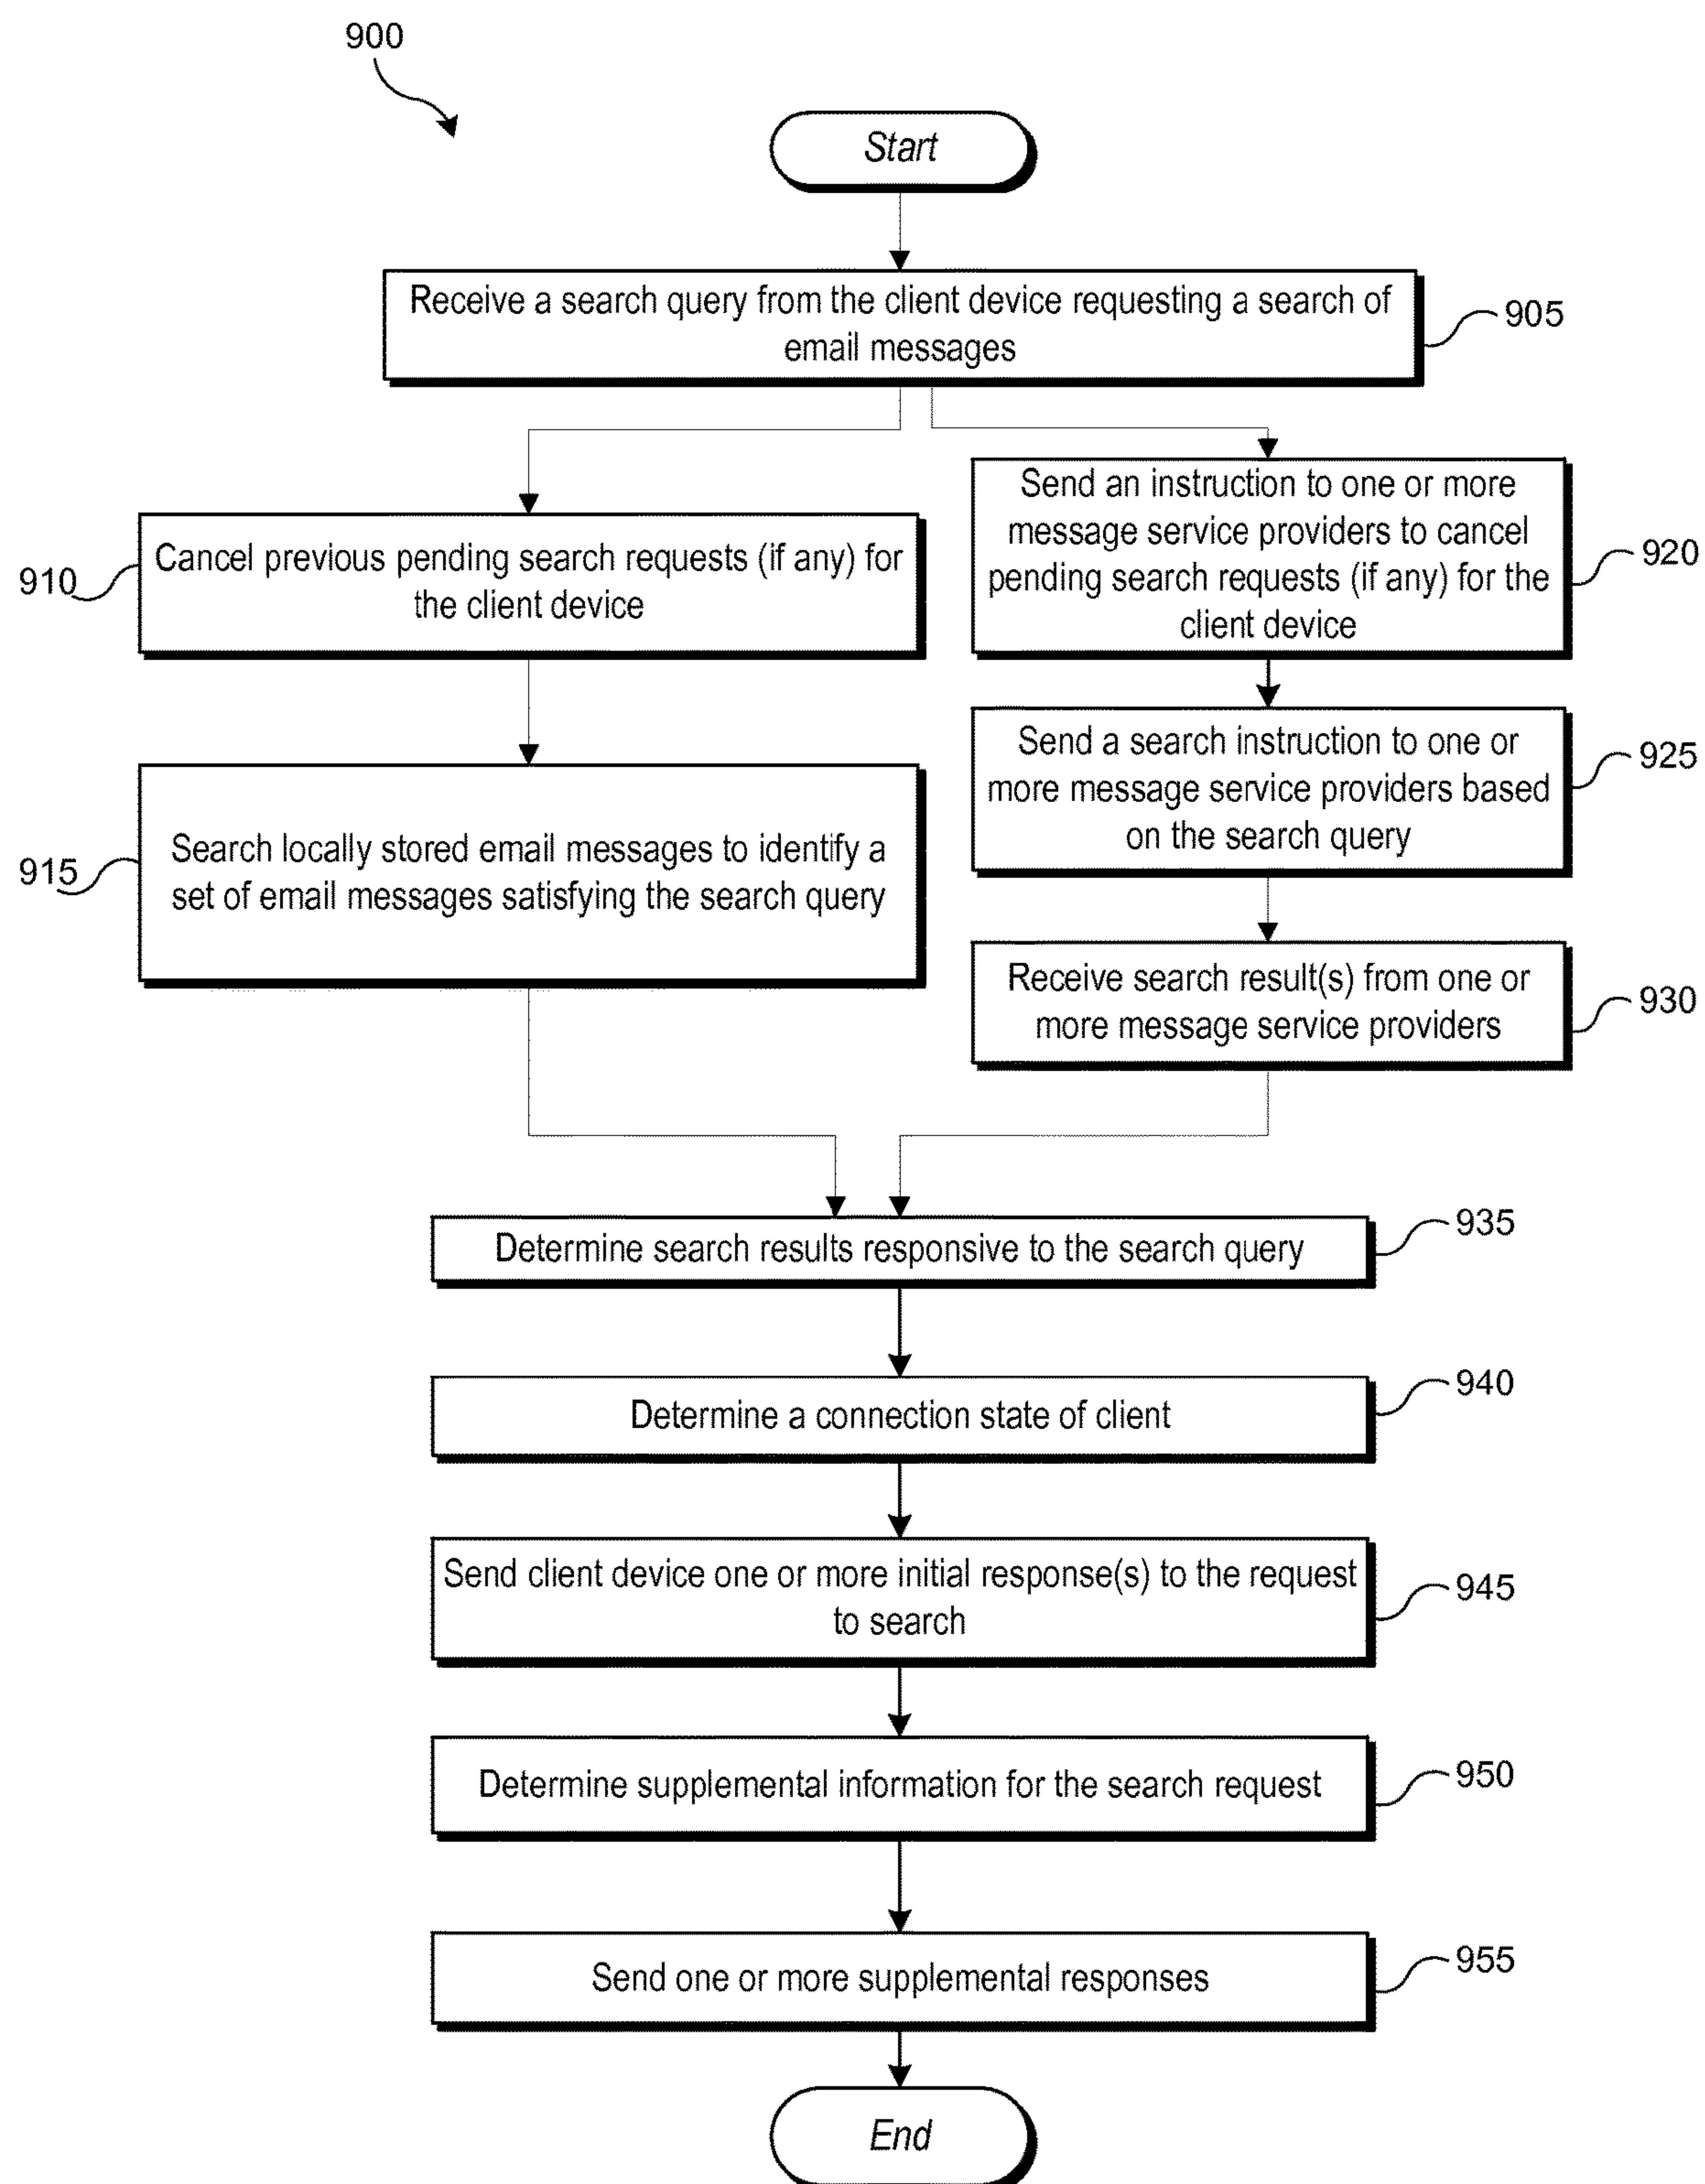 900
Start
Receive a search query from the client device requesting a search of
email messages
905
Cancel previous pending search requests (if any) for
the client device
910
Send an instruction to one or more
message service providers to cancel
pending search requests (if any) for the
client device
920
Search locally stored email messages to identify a
set of email messages satisfying the search query
915
Send a search instruction to one or
more message service providers based
on the search query
925
Receive search result(s) from one or
more message service providers
930
Determine search results responsive to the search query
935
Determine a connection state of client
940
Send client device one or more initial response(s) to the request
to search
945
Determine supplemental information for the search request
950
Send one or more supplemental responses
955
End